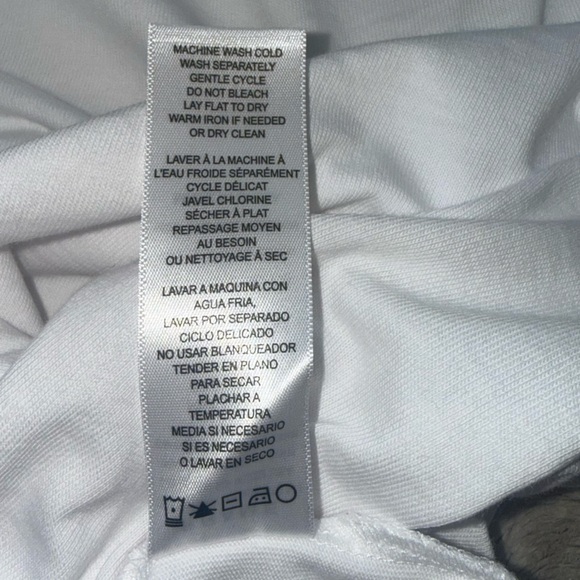 MACHINE WASH COLD
WASH SEPARATELY
GENTLE CYCLE
DO NOT BLEACH
LAY FLAT TO DRY
WARM IRON IF NEEDED
OR DRY CLEAN
LAVER À LA MACHINE À
L'EAU FROIDE SÉPARÉMENT
CYCLE DÉLICAT
JAVEL CHLORINE
SÉCHER À PLAT
REPASSAGE MOYEN
AU BESOIN
OU NETTOYAGE À SEC
LAVAR A MAQUINA CON
AGUA FRIA,
LAVAR POR SEPARADO
CICLO DELICADO
NO USAR BLANQUEADOR
TENDER EN PLANO
PARA SECAR
PLACHAR A
TEMPERATURA
MEDIA SI NECESARIO
SI ES NECESARIO
O LAVAR EN SECO